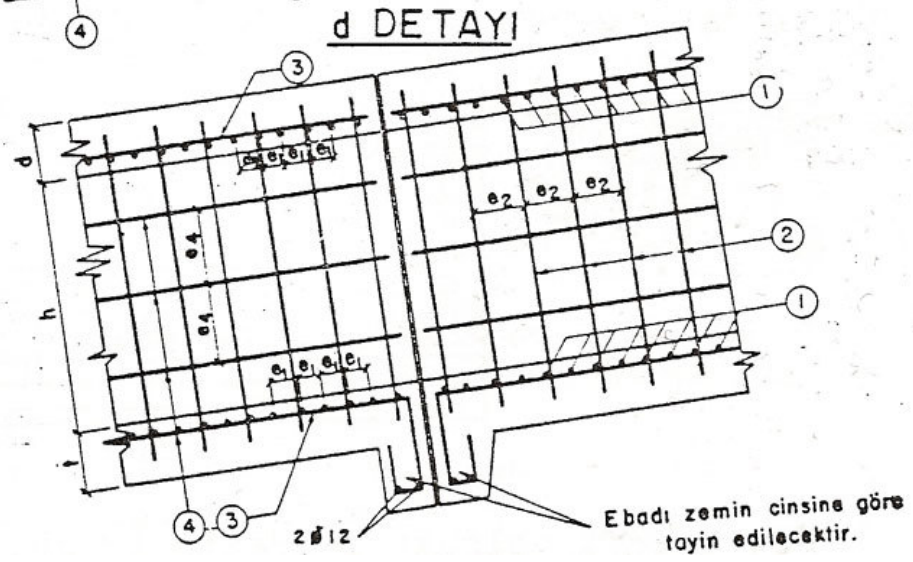 4
d DETAYI
3
1
d
e1 e1 e1 e1
e2 e2 e2
2
e4
h
e4
1
e1 e1 e1 e1
t
4 3
2ø12
Ebadı zemin cinsine göre
tayin edilecektir.